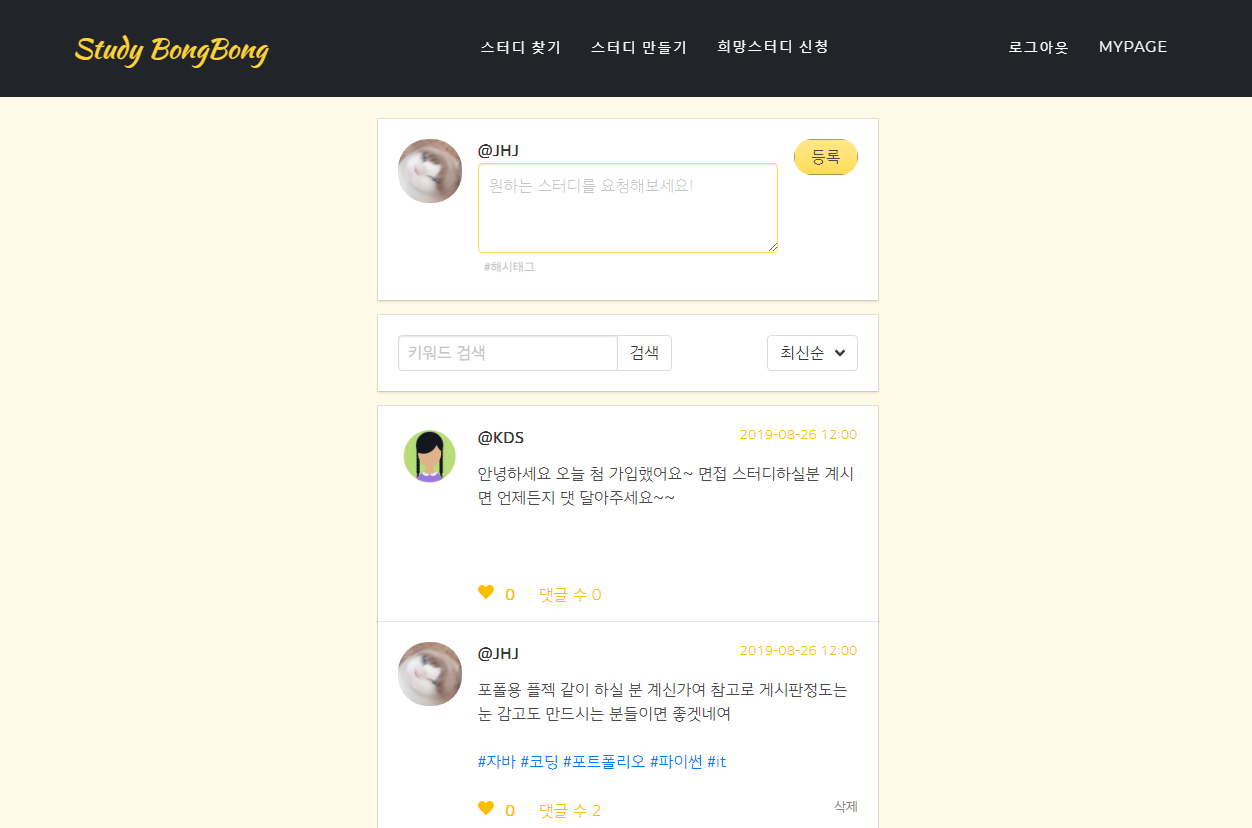 Study BongBong
스터디 찾기 스터디 만들기 희망스터디 신청
로그아웃 MYPAGE
@JHJ
등록
원하는 스터디를 요청해보세요!
#해시태그
키워드 검색 검색 최신순
@KDS 2019-08-26 12:00
안녕하세요 오늘 첨 가입했어요~ 면접 스터디하실분 계시
면 언제든지 댓 달아주세요~~
0 댓글 수 0
@JHJ 2019-08-26 12:00
포폴용 플젝 같이 하실 분 계신가여 참고로 게시판정도는
눈 감고도 만드시는 분들이면 좋겟네여
#자바 #코딩 #포트폴리오 #파이썬 #it
0 댓글 수 2 삭제